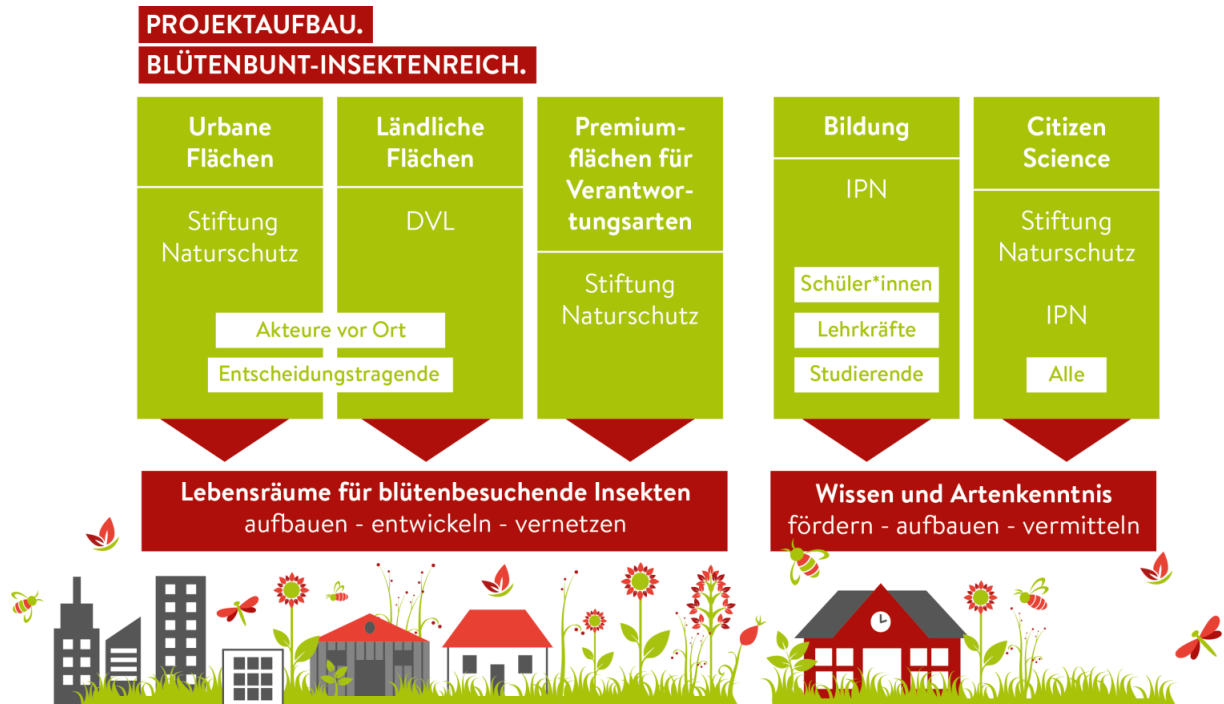 PROJEKTAUFBAU.
BLÜTENBUNT-INSEKTENREICH.
Urbane
Flächen
Stiftung
Naturschutz
Ländliche
Flächen
DVL
Akteure vor Ort
Entscheidungstragende
Premium-
flächen für
Verantwor-
tungsarten
Stiftung
Naturschutz
Bildung
IPN
Schüler*innen
Lehrkräfte
Studierende
Citizen
Science
Stiftung
Naturschutz
IPN
Alle
Lebensräume für blütenbesuchende Insekten
aufbauen - entwickeln - vernetzen
Wissen und Artenkenntnis
fördern - aufbauen - vermitteln